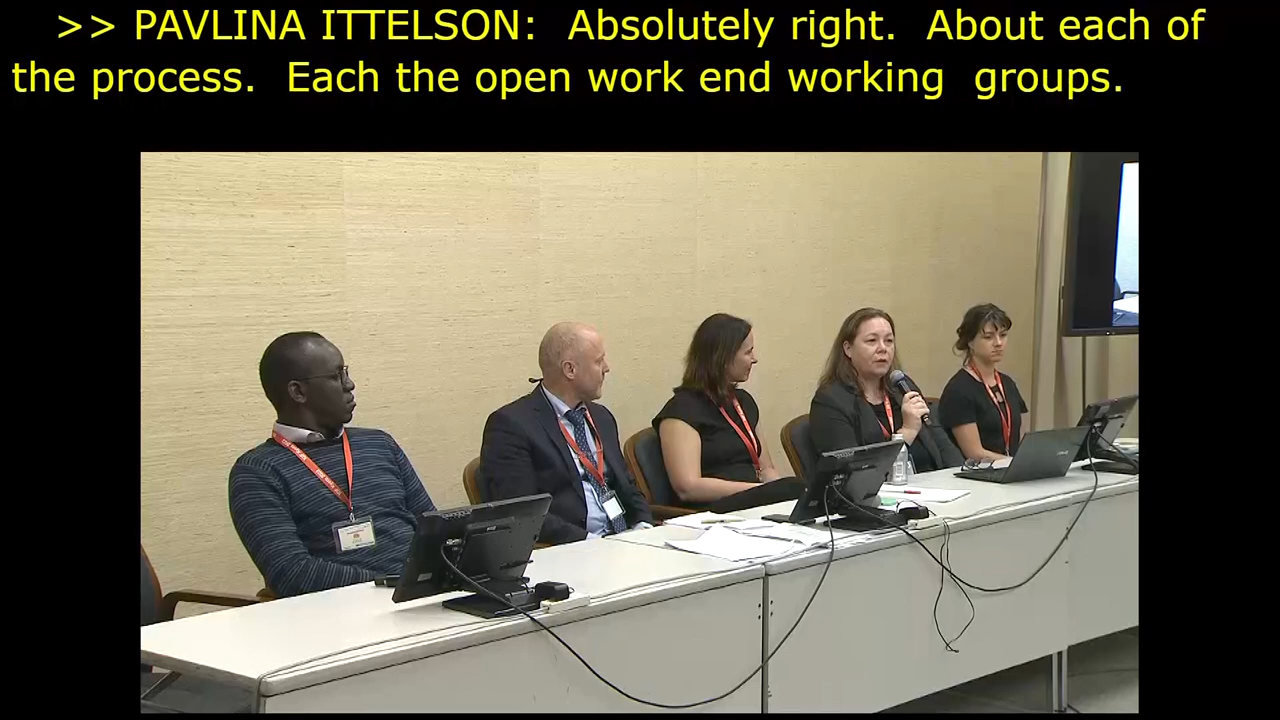 >> PAVLINA ITTELSON:  Absolutely right.  About each of
the process.  Each the open work end working  groups.